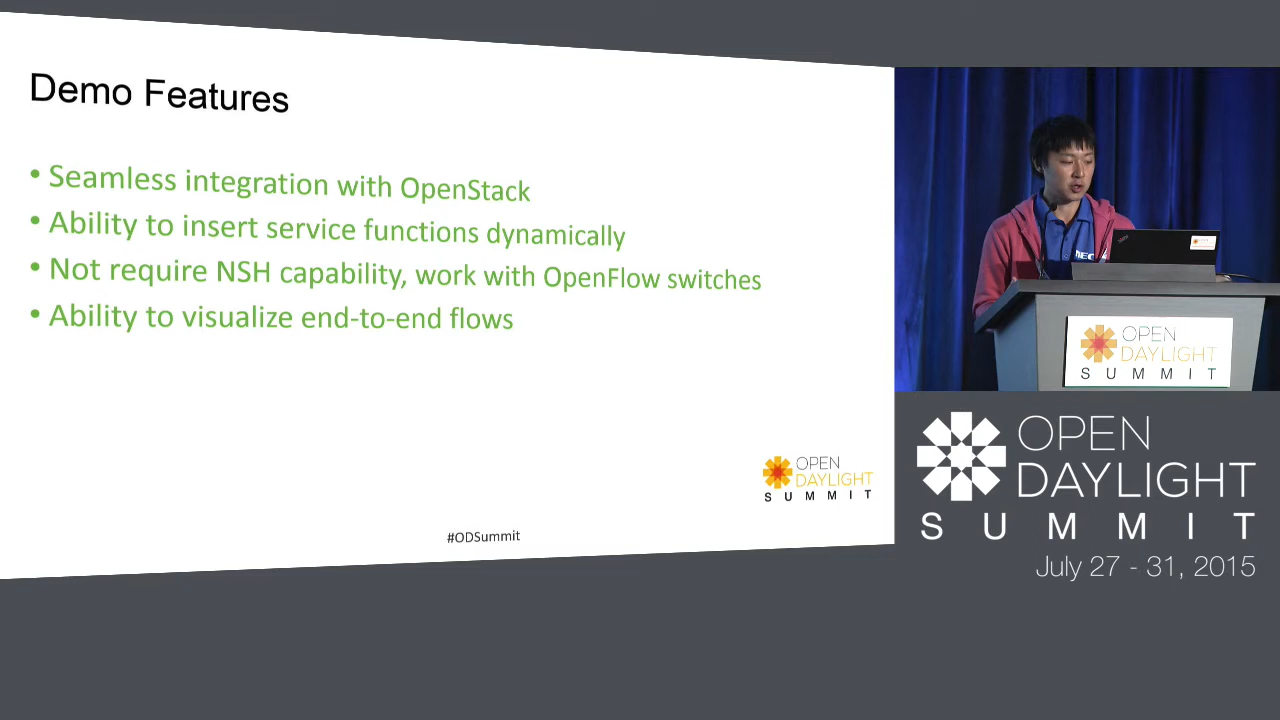 Demo Features
• Seamless integration with OpenStack
• Ability to insert service functions dynamically
• Not require NSH capability, work with OpenFlow switches
• Ability to visualize end-to-end flows
OPEN
DAYLIGHT
SUMMIT
#ODSummit
NEC
OPEN
DAYLIGHT
SUMMIT
OPEN
DAYLIGHT
SUMMIT
July 27 - 31, 2015